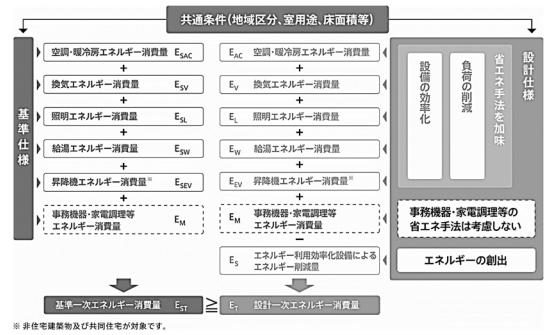 共通条件(地域区分、室用途、床面積等)
基準仕様
空調・暖冷房エネルギー消費量 ESAC
+
換気エネルギー消費量 ESV
+
照明エネルギー消費量 ESL
+
給湯エネルギー消費量 ESW
+
昇降機エネルギー消費量※ ESEV
+
事務機器・家電調理等
エネルギー消費量 EM
基準一次エネルギー消費量 EST
≧
EAC 空調・暖冷房エネルギー消費量
+
EV 換気エネルギー消費量
+
EL 照明エネルギー消費量
+
EW 給湯エネルギー消費量
+
EEV 昇降機エネルギー消費量※
+
EM 事務機器・家電調理等
エネルギー消費量
−
ES エネルギー利用効率化設備による
エネルギー削減量
ET 設計一次エネルギー消費量
設計仕様
省エネ手法を加味
負荷の削減
設備の効率化
事務機器・家電調理等の
省エネ手法は考慮しない
エネルギーの創出
※ 非住宅建築物及び共同住宅が対象です。